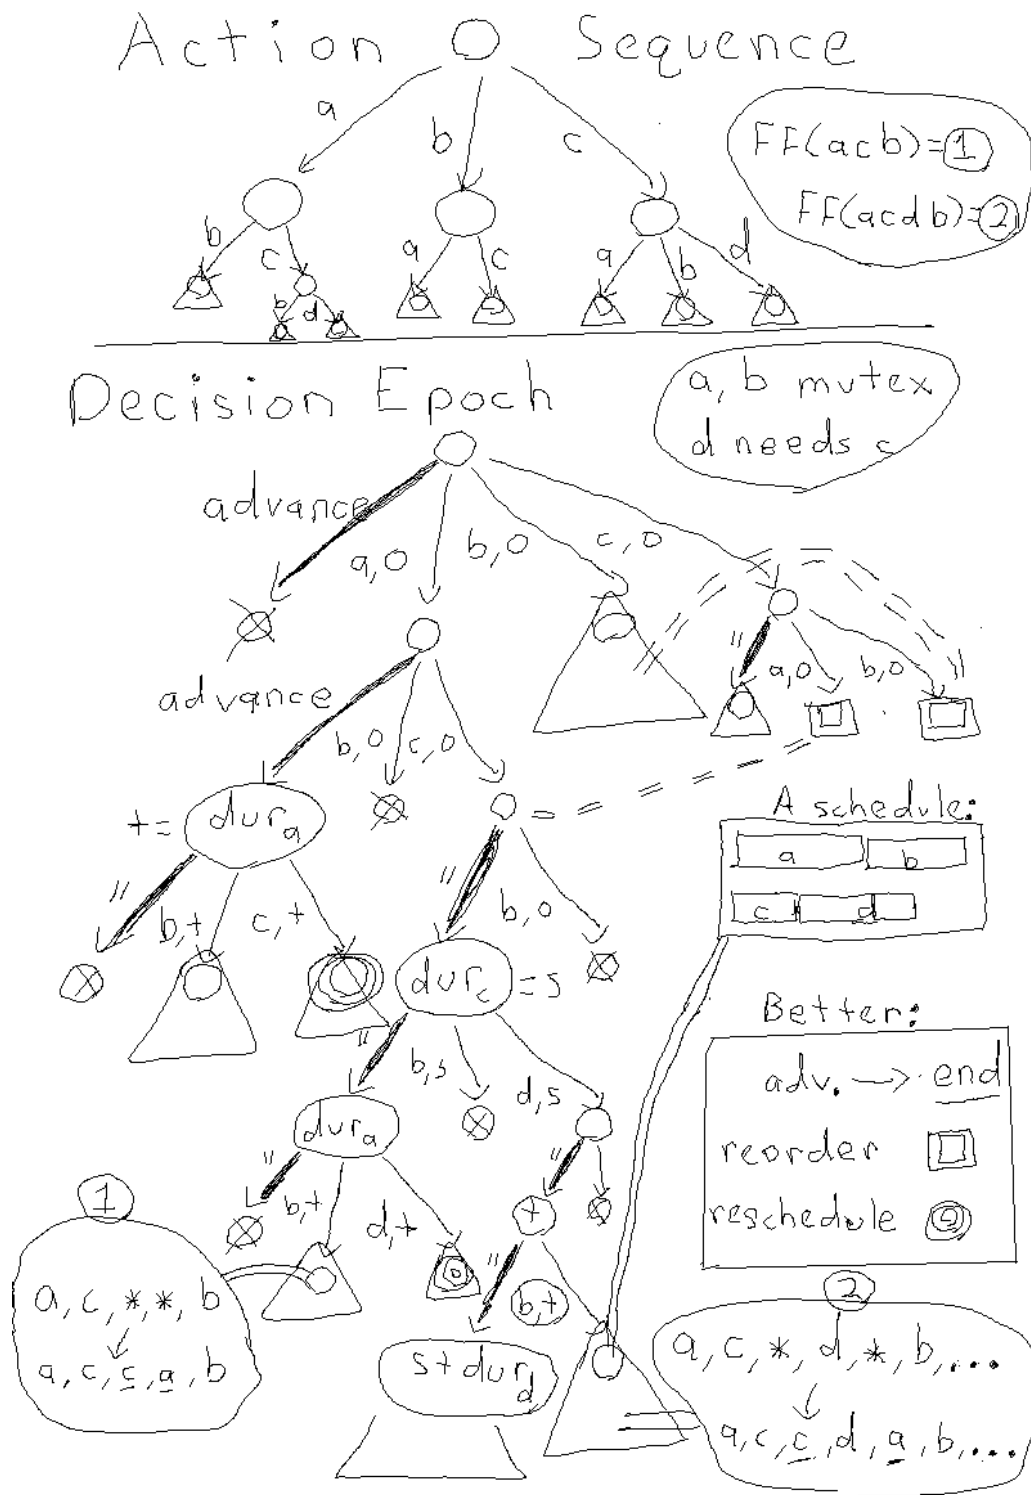 Action Sequence
a b c
FF(acb)=1
FF(acdb)=2
b c a c a b d
b d
Decision Epoch
a, b mutex
d needs c
advance a,0 b,0 c,0
" a,0 b,0 "
advance b,0 c,0
t= dur_a
A schedule:
a b
c d
" b,t c,t
" b,0
dur_c =s
Better:
adv. → end
reorder
reschedule
" b,s d,s
dur_a
" b,t d,t
" t
" b,t
s+dur_d
1
a, c, *, *, b
a, c, c, a, b
2
a, c, *, d, *, b, ...
a, c, c, d, a, b, ...